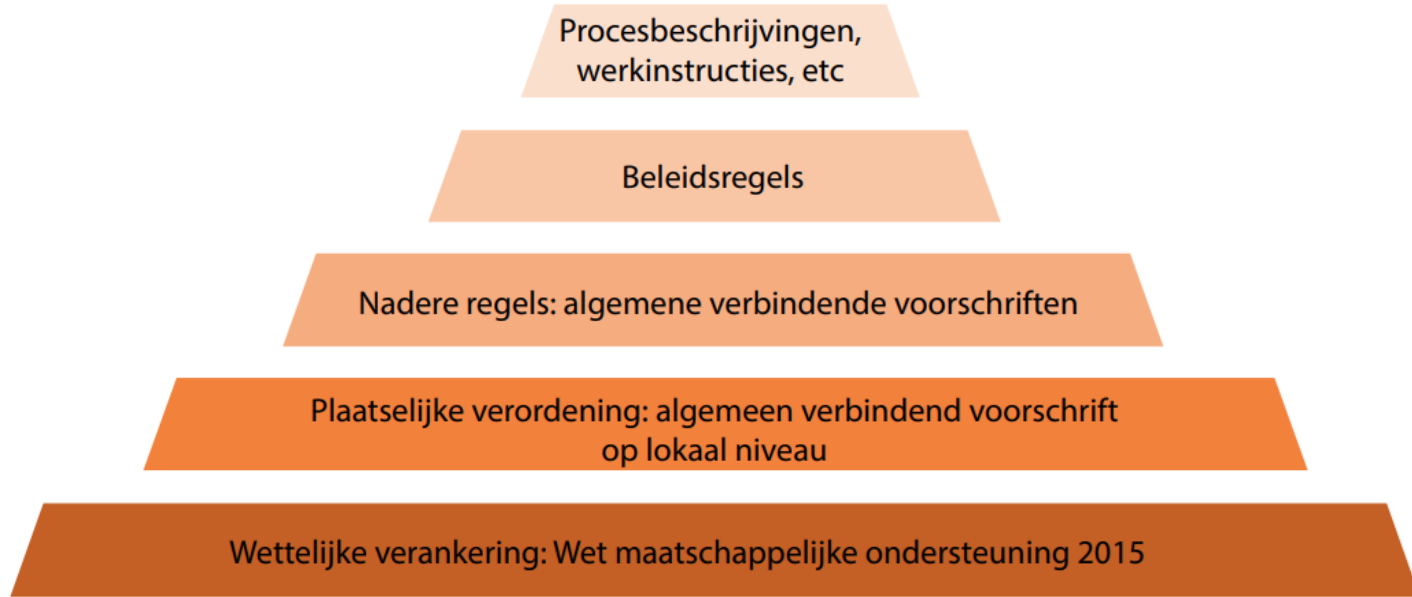 Procesbeschrijvingen,
werkinstructies, etc
Beleidsregels
Nadere regels: algemene verbindende voorschriften
Plaatselijke verordening: algemeen verbindend voorschrift
op lokaal niveau
Wettelijke verankering: Wet maatschappelijke ondersteuning 2015